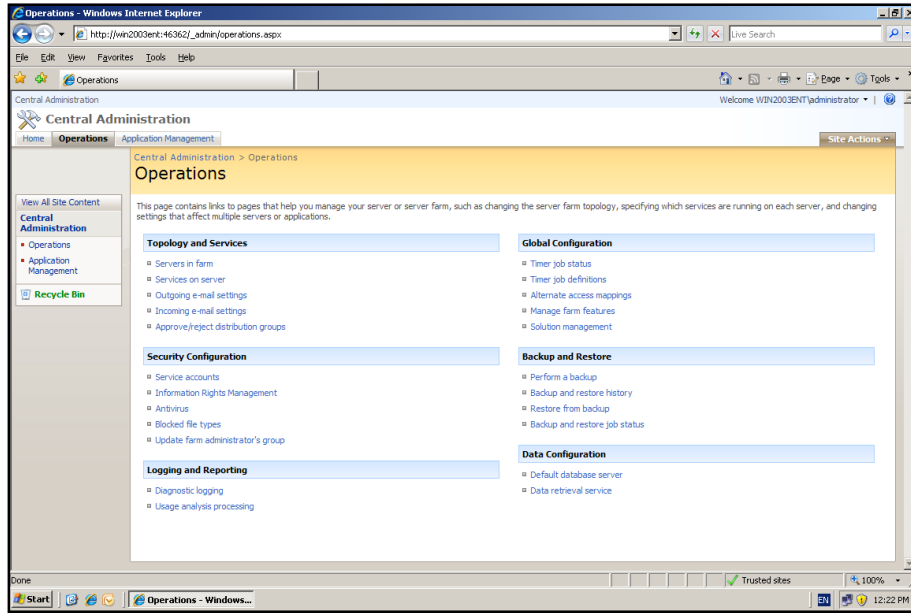 Operations - Windows Internet Explorer
http://win2003ent:46362/_admin/operations.aspx
Live Search
File Edit View Favorites Tools Help
Operations
Page Tools
Central Administration
Welcome WIN2003ENT\administrator
Central Administration
Home Operations Application Management
Site Actions
Central Administration > Operations
Operations
This page contains links to pages that help you manage your server or server farm, such as changing the server farm topology, specifying which services are running on each server, and changing
settings that affect multiple servers or applications.
View All Site Content
Central
Administration
Operations
Application
Management
Recycle Bin
Topology and Services
Servers in farm
Services on server
Outgoing e-mail settings
Incoming e-mail settings
Approve/reject distribution groups
Security Configuration
Service accounts
Information Rights Management
Antivirus
Blocked file types
Update farm administrator's group
Logging and Reporting
Diagnostic logging
Usage analysis processing
Global Configuration
Timer job status
Timer job definitions
Alternate access mappings
Manage farm features
Solution management
Backup and Restore
Perform a backup
Backup and restore history
Restore from backup
Backup and restore job status
Data Configuration
Default database server
Data retrieval service
Done
Trusted sites
100%
Start
Operations - Windows...
EN
12:22 PM